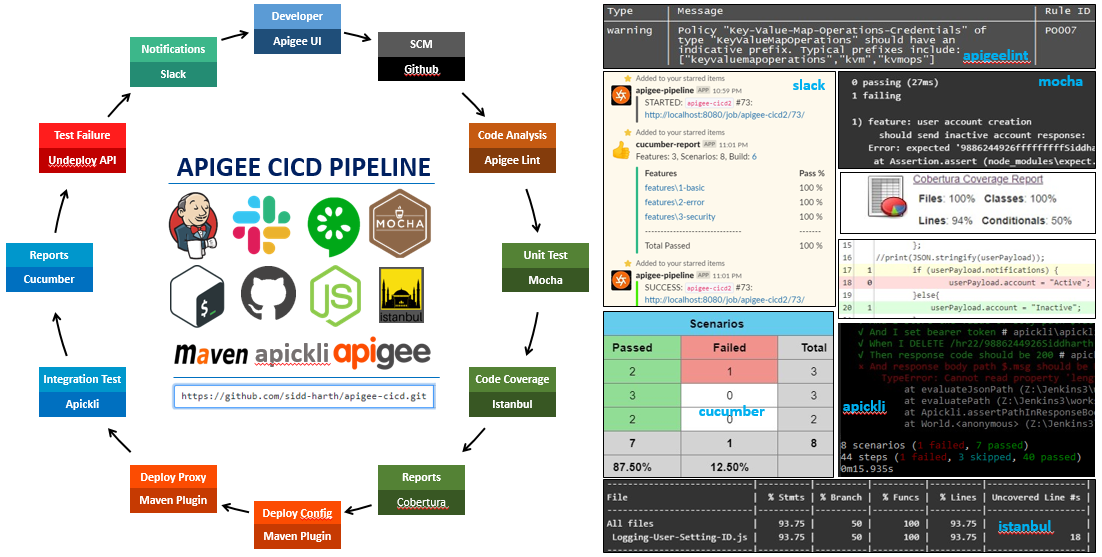 Developer
Apigee UI
SCM
Github
Code Analysis
Apigee Lint
Unit Test
Mocha
Code Coverage
Istanbul
Reports
Cobertura
Deploy Config
Maven Plugin
Deploy Proxy
Maven Plugin
Integration Test
Apickli
Reports
Cucumber
Test Failure
Undeploy API
Notifications
Slack
APIGEE CICD PIPELINE
MOCHA
$_
JS
istanbul
maven apickli apigee
https://github.com/sidd-harth/apigee-cicd.git
Type | Message | Rule ID
warning | Policy "Key-Value-Map-Operations-Credentials" of | PO007
type "KeyValueMapOperations" should have an
indicative prefix. Typical prefixes include:
["keyvaluemapoperations","kvm","kvmops"]
apigeelint
Added to your starred items
slack
apigee-pipeline APP 10:59 PM
STARTED: apigee-cicd2 #73:
http://localhost:8080/job/apigee-cicd2/73/
Added to your starred items
cucumber-report APP 11:01 PM
Features: 3, Scenarios: 8, Build: 6
Features Pass %
features\1-basic 100 %
features\2-error 100 %
features\3-security 100 %
------------------------------ -------
Total Passed 100 %
Added to your starred items
apigee-pipeline APP 11:01 PM
SUCCESS: apigee-cicd2 #73:
http://localhost:8080/job/apigee-cicd2/73/
mocha
0 passing (27ms)
1 failing
1) feature: user account creation
should send inactive account response:
Error: expected '9886244926fffffffffSiddha
at Assertion.assert (node_modules\expect.
Cobertura Coverage Report
Files: 100% Classes: 100%
Lines: 94% Conditionals: 50%
15 };
16 //print(JSON.stringify(userPayload));
17 1 if (userPayload.notifications) {
18 0 userPayload.account = "Active";
19 }else{
20 1 userPayload.account = "Inactive";
Scenarios
Passed Failed Total
2 1 3
3 0 3
2 0 2
cucumber
7 1 8
87.50% 12.50%
√ And I set bearer token # apickli\apickl
√ When I DELETE /hr22/9886244926Siddharth
√ Then response code should be 200 # apic
× And response body path $.msg should be
TypeError: Cannot read property 'leng
at evaluateJsonPath (Z:\Jenkins3\w
at evaluatePath (Z:\Jenkins3\works
at Apickli.assertPathInResponseBod
at World.<anonymous> (Z:\Jenkins3\
apickli
8 scenarios (1 failed, 7 passed)
44 steps (1 failed, 3 skipped, 40 passed)
0m15.935s
File | % Stmts | % Branch | % Funcs | % Lines | Uncovered Line #s |
All files | 93.75 | 50 | 100 | 93.75 | |
Logging-User-Setting-ID.js | 93.75 | 50 | 100 | 93.75 | 18 |
istanbul